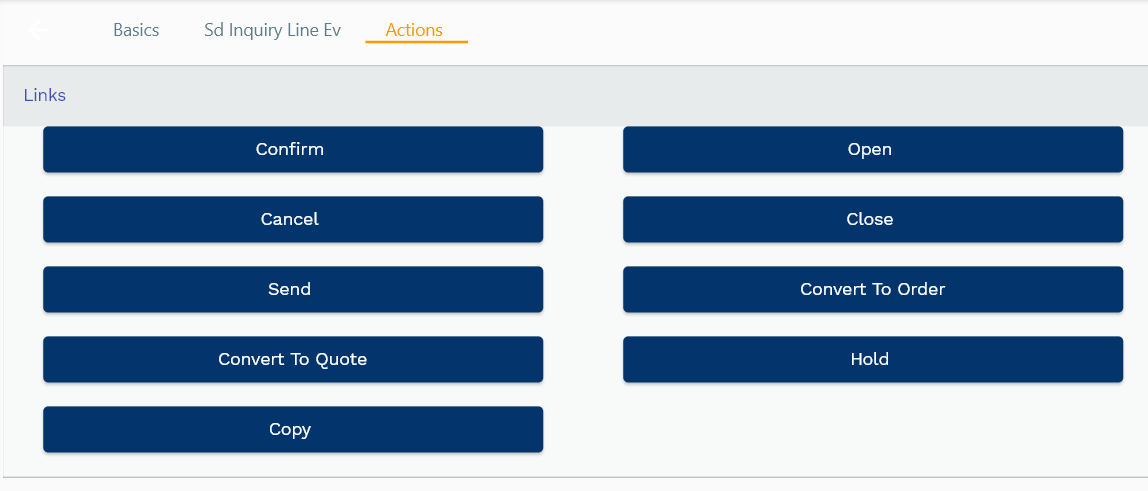 Basics Sd Inquiry Line Ev Actions
Links
Confirm Open
Cancel Close
Send Convert To Order
Convert To Quote Hold
Copy